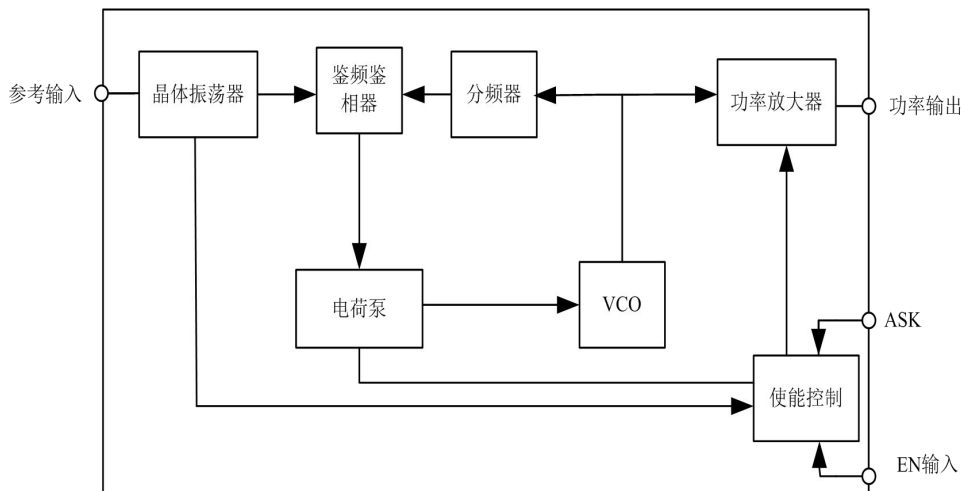 参考输入
晶体振荡器
鉴频鉴
相器
分频器
功率放大器
功率输出
电荷泵
VCO
ASK
使能控制
EN输入